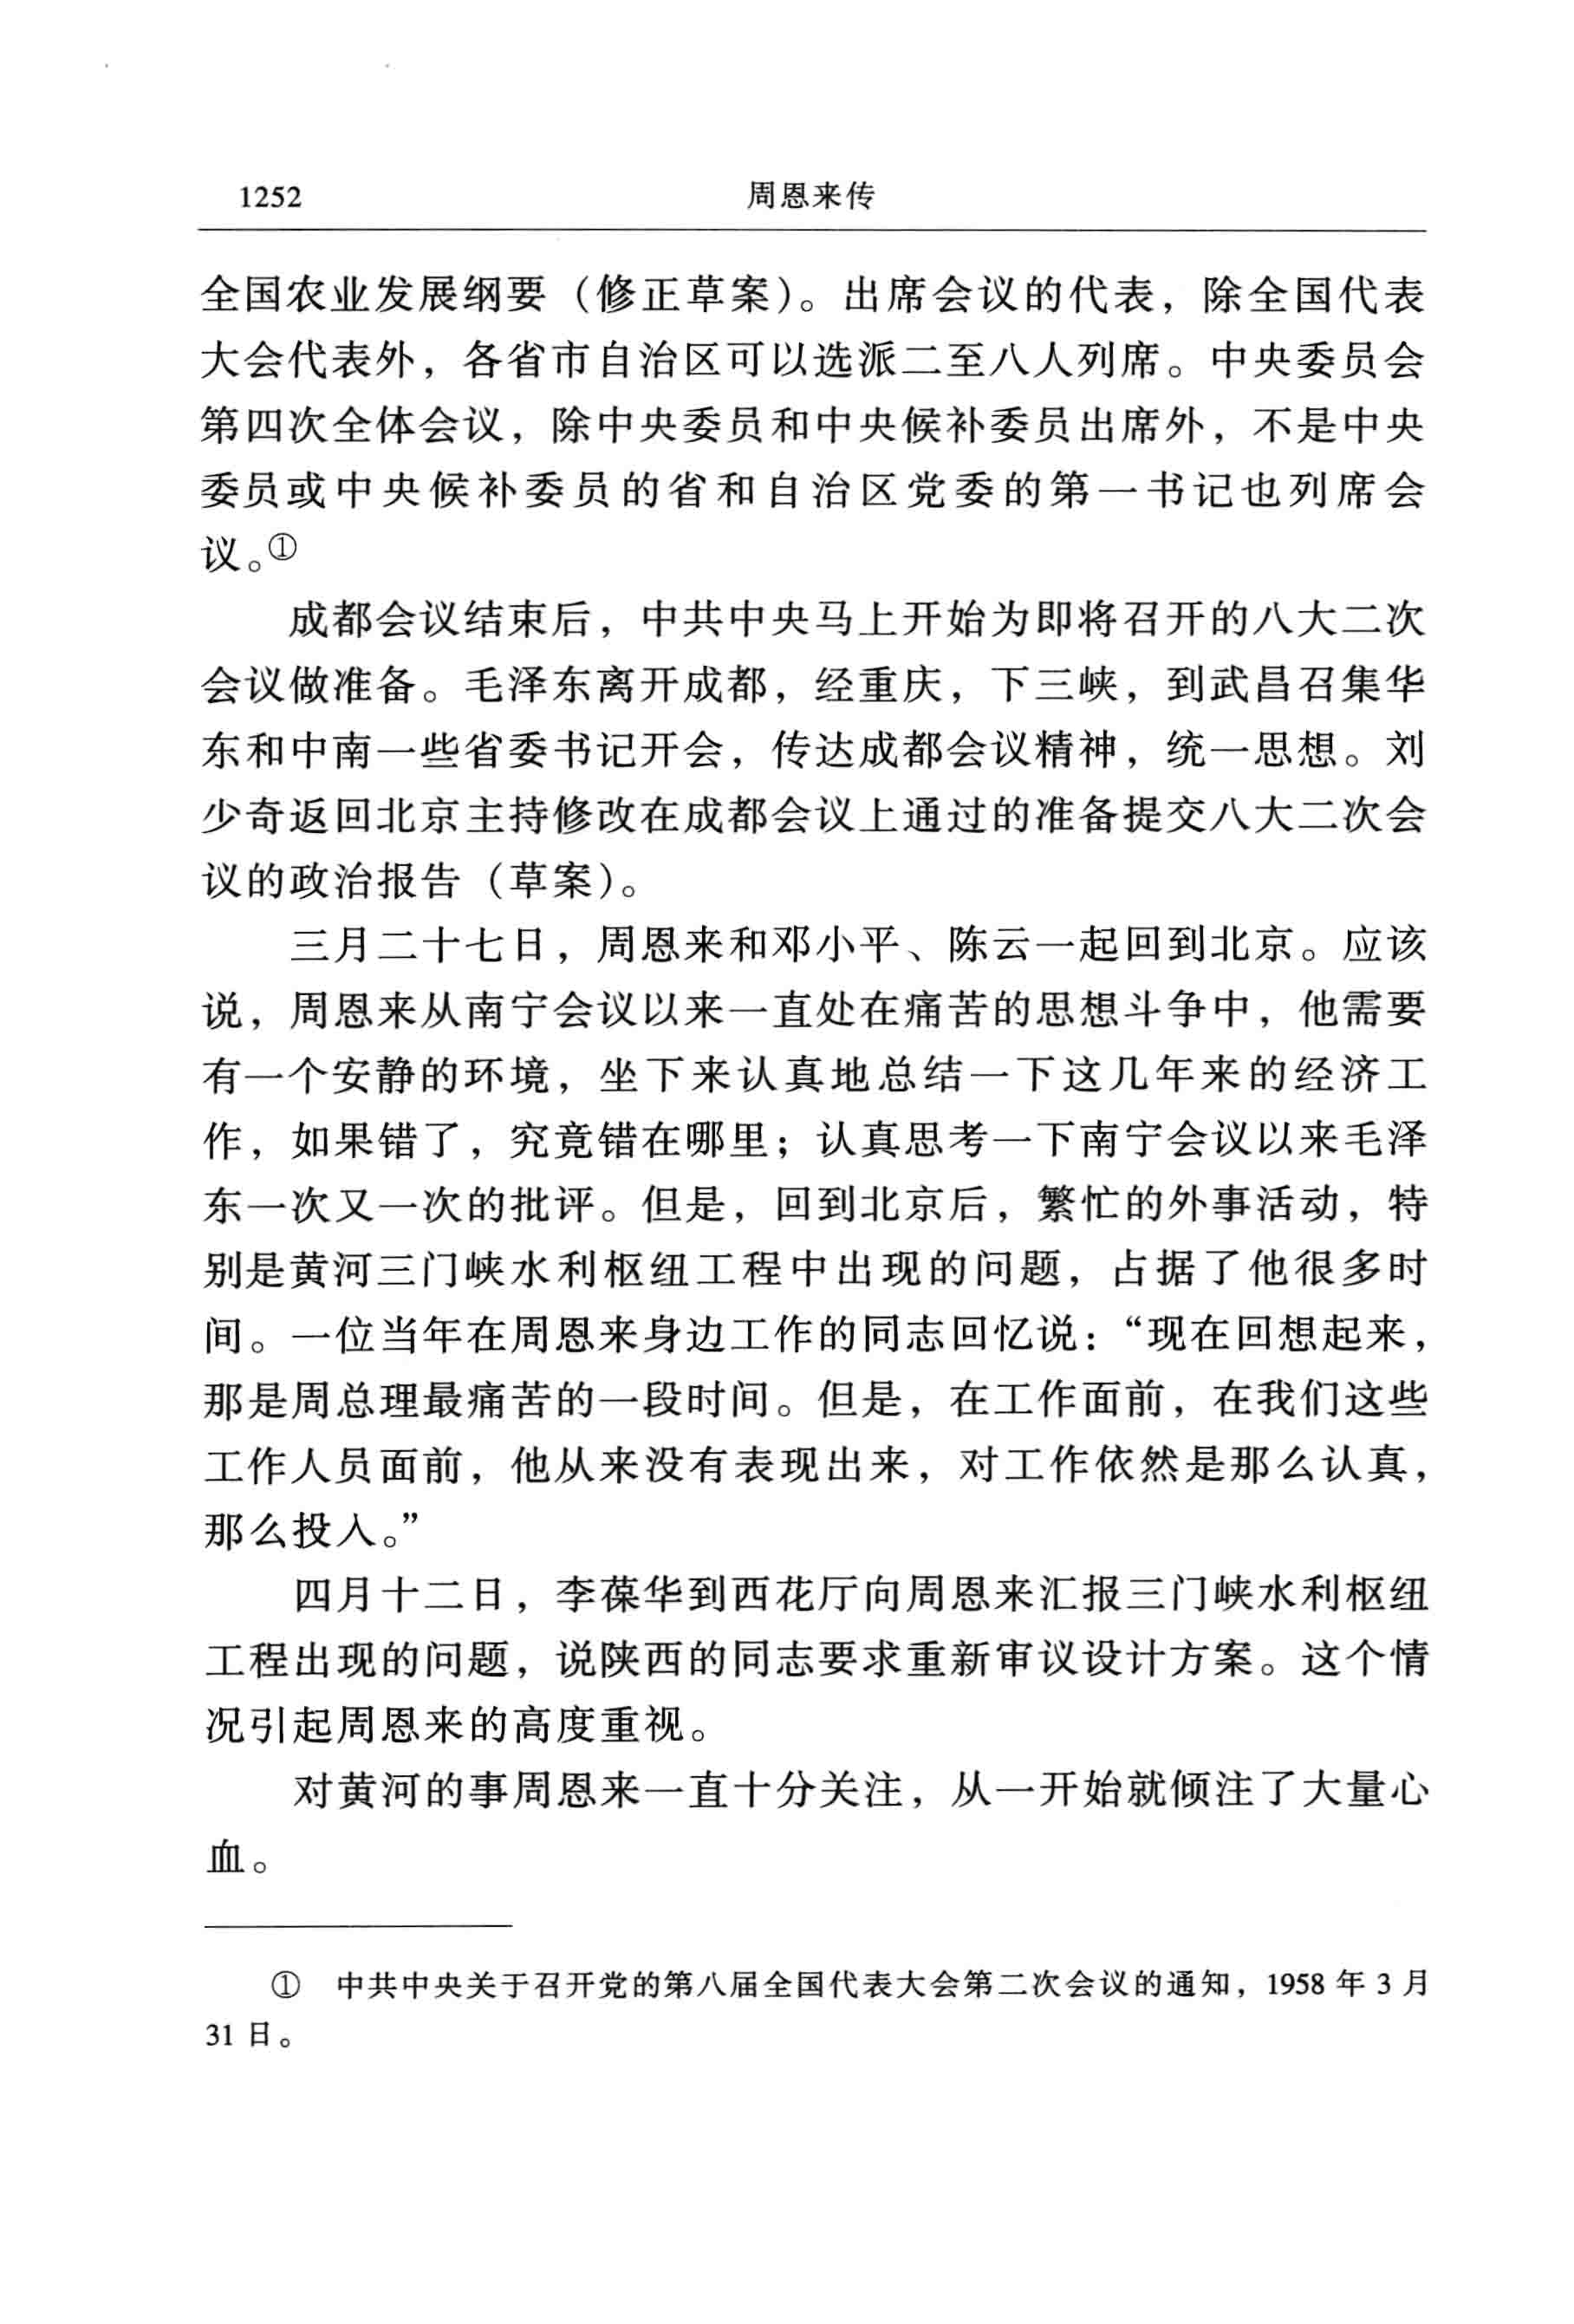 1252
周恩来传
全国农业发展纲要（修正草案）。出席会议的代表，除全国代表
大会代表外，各省市自治区可以选派二至八人列席。中央委员会
第四次全体会议，除中央委员和中央候补委员出席外，不是中央
委员或中央候补委员的省和自治区党委的第一书记也列席会
议。①
成都会议结束后，中共中央马上开始为即将召开的八大二次
会议做准备。毛泽东离开成都，经重庆，下三峡，到武昌召集华
东和中南一些省委书记开会，传达成都会议精神，统一思想。刘
少奇返回北京主持修改在成都会议上通过的准备提交八大二次会
议的政治报告（草案）。
三月二十七日，周恩来和邓小平、陈云一起回到北京。应该
说，周恩来从南宁会议以来一直处在痛苦的思想斗争中，他需要
有一个安静的环境，坐下来认真地总结一下这几年来的经济工
作，如果错了，究竟错在哪里；认真思考一下南宁会议以来毛泽
东一次又一次的批评。但是，回到北京后，繁忙的外事活动，特
别是黄河三门峡水利枢纽工程中出现的问题，占据了他很多时
间。一位当年在周恩来身边工作的同志回忆说：“现在回想起来，
那是周总理最痛苦的一段时间。但是，在工作面前，在我们这些
工作人员面前，他从来没有表现出来，对工作依然是那么认真，
那么投入。”
四月十二日，李葆华到西花厅向周恩来汇报三门峡水利枢纽
工程出现的问题，说陕西的同志要求重新审议设计方案。这个情
况引起周恩来的高度重视。
对黄河的事周恩来一直十分关注，从一开始就倾注了大量心
血。
① 中共中央关于召开党的第八届全国代表大会第二次会议的通知，1958 年 3 月
31 日。